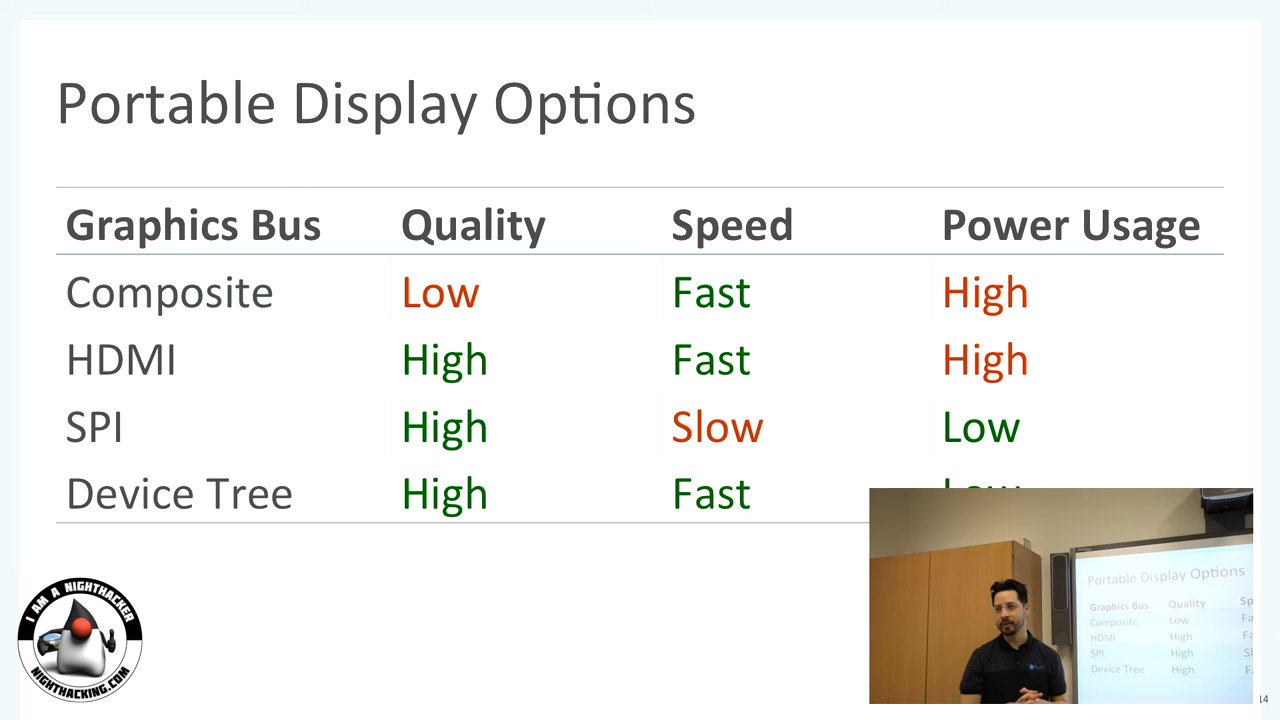 Portable Display Options
Graphics Bus Quality Speed Power Usage
Composite Low Fast High
HDMI High Fast High
SPI High Slow Low
Device Tree High Fast Low
I AM A NIGHTHACKER
NIGHTHACKING.COM
Portable Display Options
Graphics Bus Quality Sp
Composite Low Fa
HDMI High Fa
SPI High Sl
Device Tree High F
14